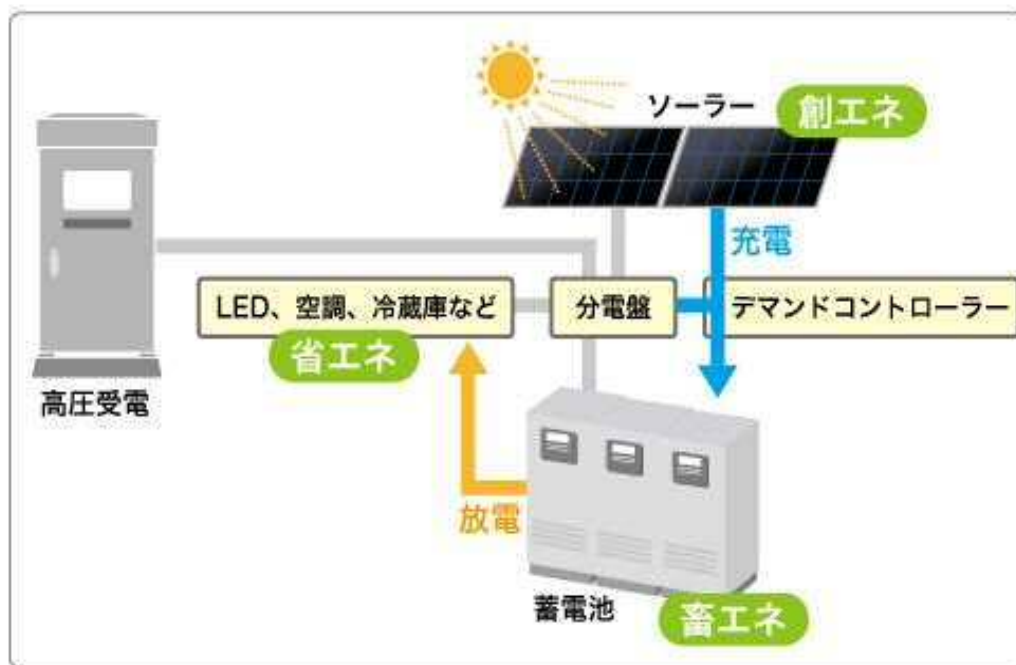 ソーラー
創エネ
充電
LED、空調、冷蔵庫など
分電盤
デマンドコントローラー
省エネ
高圧受電
放電
蓄電池
畜エネ